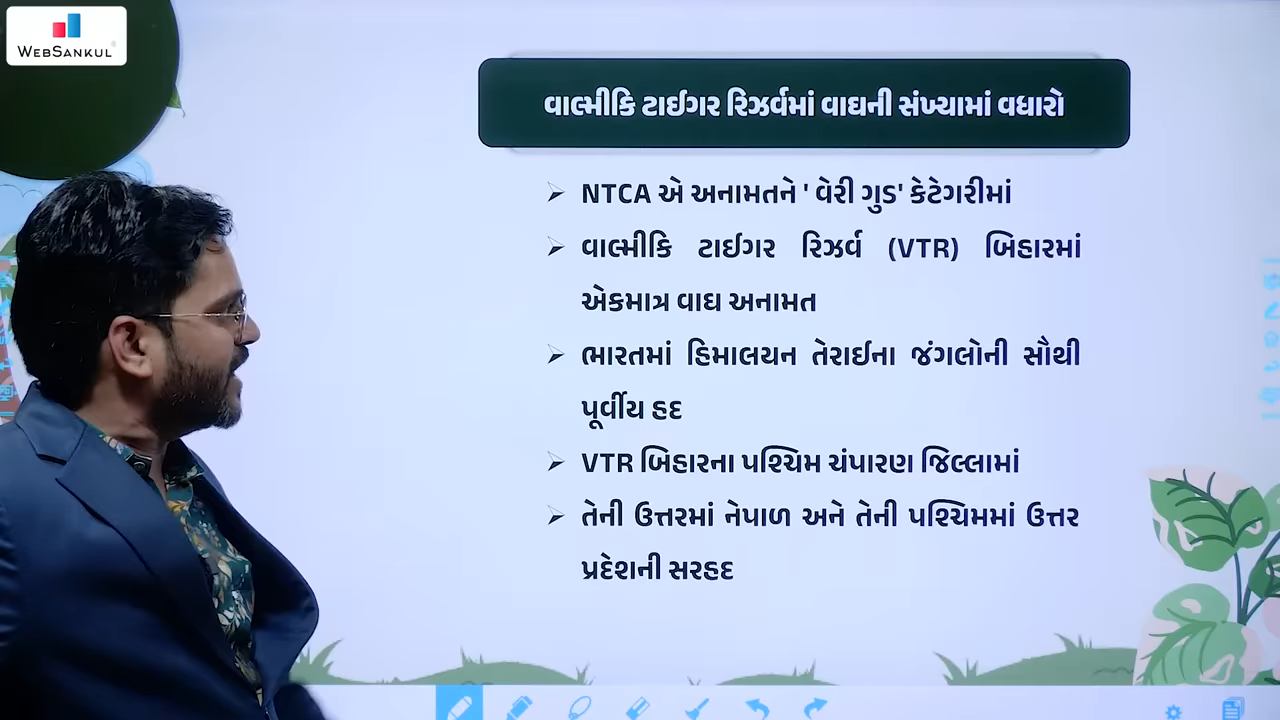 WEBSANKUL
વાલ્મીકિ ટાઈગર રિઝર્વમાં વાઘની સંખ્યામાં વધારો
➢ NTCA એ અનામતને ' વેરી ગુડ' કેટેગરીમાં
➢ વાલ્મીકિ ટાઈગર રિઝર્વ (VTR) બિહારમાં
એકમાત્ર વાઘ અનામત
➢ ભારતમાં હિમાલયન તેરાઈના જંગલોની સૌથી
પૂર્વીય હદ
➢ VTR બિહારના પશ્ચિમ ચંપારણ જિલ્લામાં
➢ તેની ઉત્તરમાં નેપાળ અને તેની પશ્ચિમમાં ઉત્તર
પ્રદેશની સરહદ